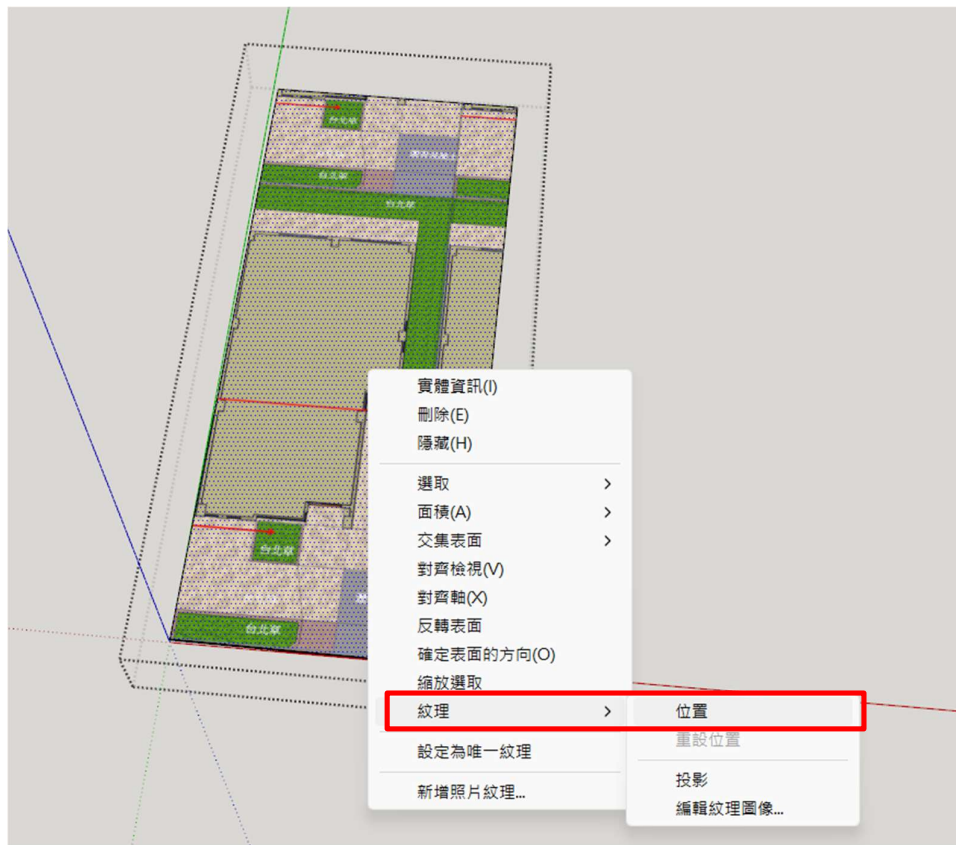 台北草
台北草
台北草
台北草
台北草
實體資訊(I)
刪除(E)
隱藏(H)
選取
面積(A)
交集表面
對齊檢視(V)
對齊軸(X)
反轉表面
確定表面的方向(O)
縮放選取
紋理
位置
重設位置
設定為唯一紋理
投影
新增照片紋理...
編輯紋理圖像...